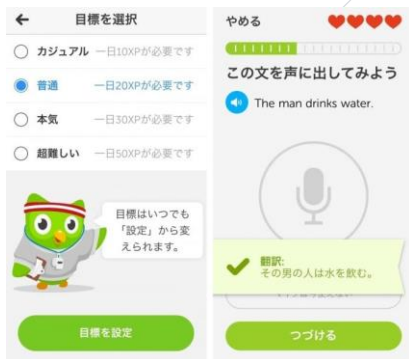 目標を選択
カジュアル 一日10XPが必要です
普通 一日20XPが必要です
本気 一日30XPが必要です
超難しい 一日50XPが必要です
目標はいつでも
「設定」から変
えられます。
目標を設定
やめる
この文を声に出してみよう
The man drinks water.
翻訳:
その男の人は水を飲む。
つづける